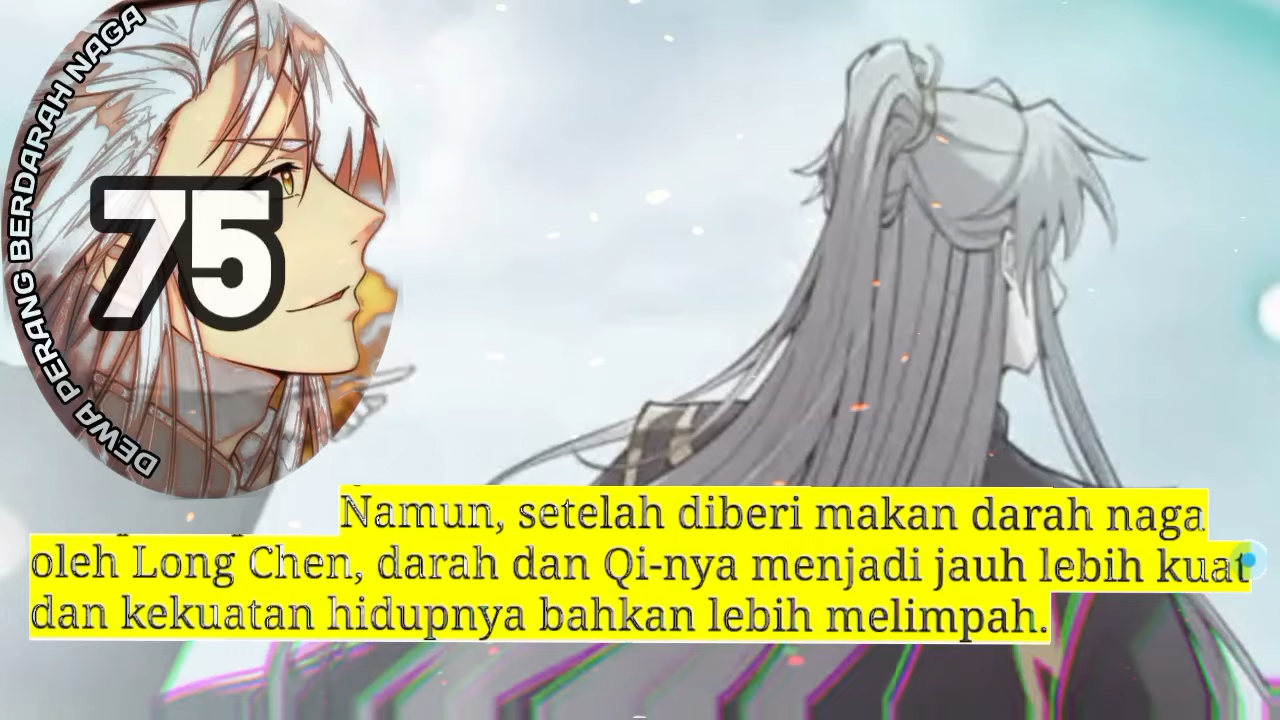 DEWA PERANG BERDARAH NAGA
75
Namun, setelah diberi makan darah naga
oleh Long Chen, darah dan Qi-nya menjadi jauh lebih kuat
dan kekuatan hidupnya bahkan lebih melimpah.